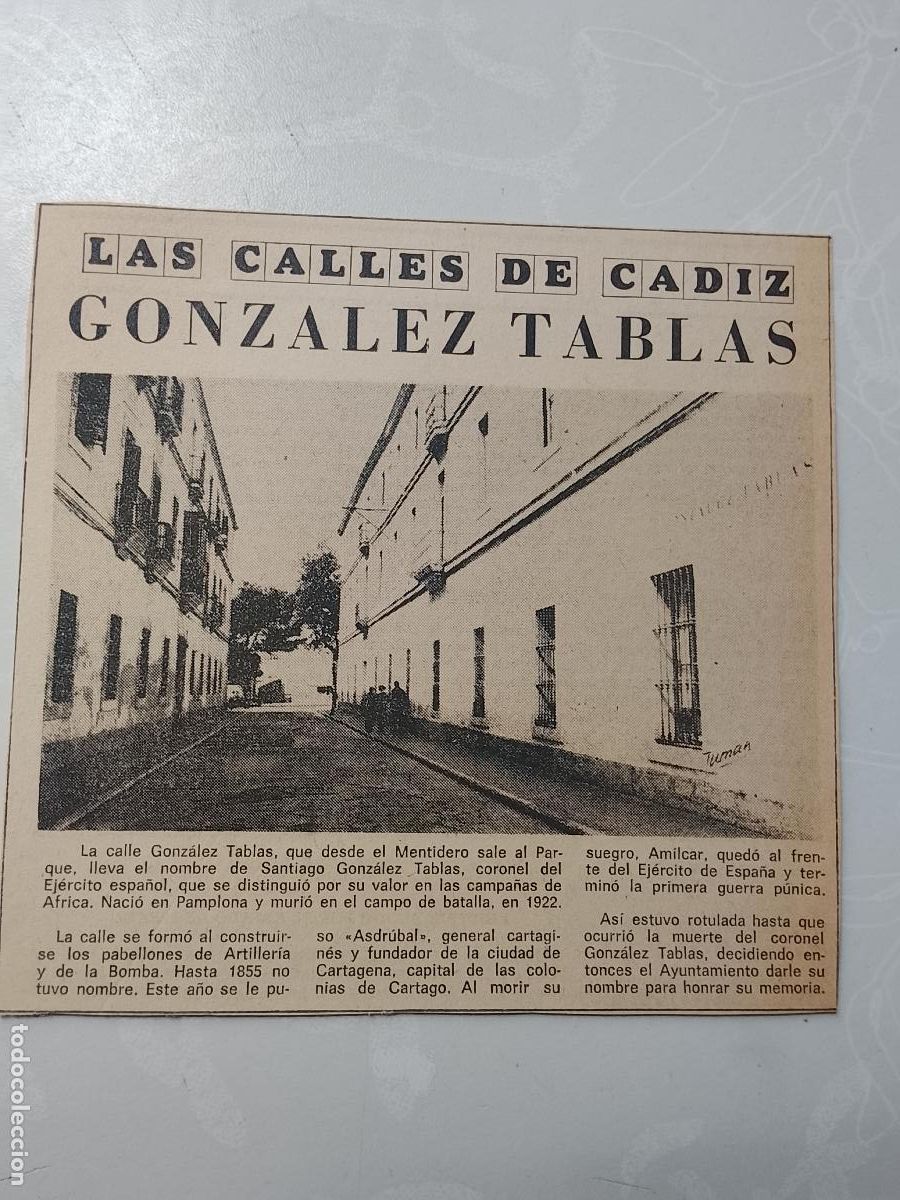 LAS CALLES DE CADIZ
GONZALEZ TABLAS
TABLAS
Tuman
La calle González Tablas, que desde el Mentidero sale al Par-
que, lleva el nombre de Santiago González Tablas, coronel del
Ejército español, que se distinguió por su valor en las campañas de
Africa. Nació en Pamplona y murió en el campo de batalla, en 1922.
La calle se formó al construir-
se los pabellones de Artillería
y de la Bomba. Hasta 1855 no
tuvo nombre. Este año se le pu-
so «Asdrúbal», general cartagi-
nés y fundador de la ciudad de
Cartagena, capital de las colo-
nias de Cartago. Al morir su
suegro, Amílcar, quedó al fren-
te del Ejército de España y ter-
minó la primera guerra púnica.
Así estuvo rotulada hasta que
ocurrió la muerte del coronel
González Tablas, decidiendo en-
tonces el Ayuntamiento darle su
nombre para honrar su memoria.
todocoleccion